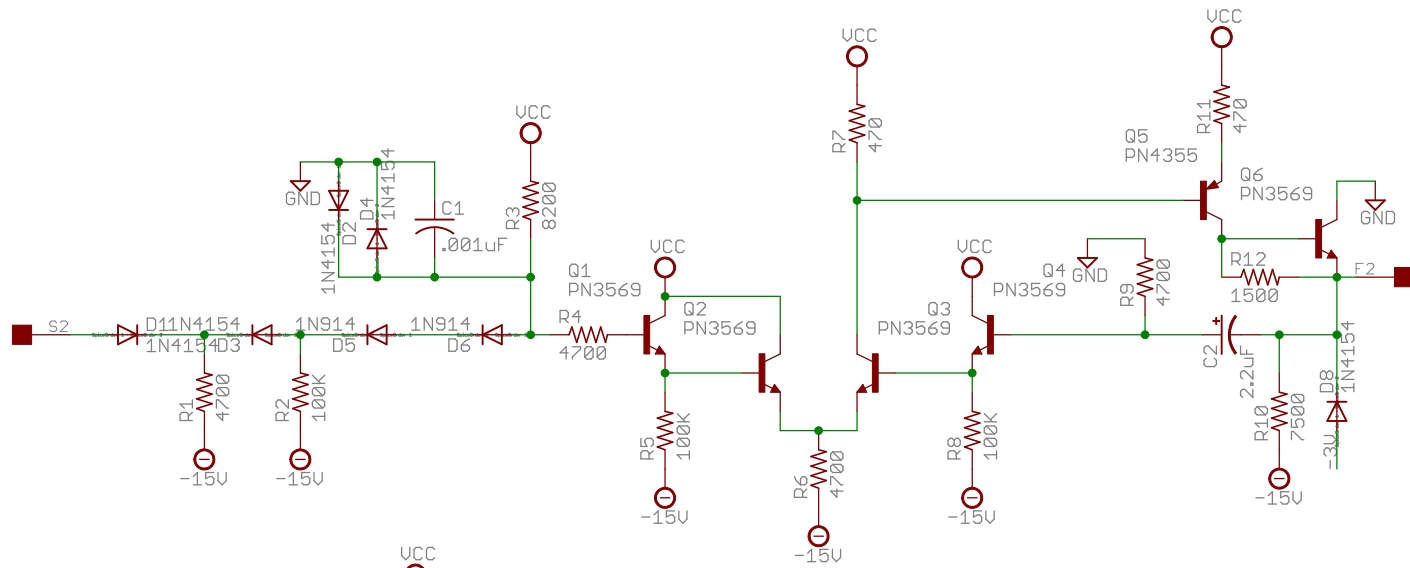 VCC
VCC
VCC
R11
470
R7
470
Q5
PN4355
Q6
PN3569
GND
GND
D2
1N4154
D4
1N4154
C1
.001uF
R3
8200
VCC
VCC
Q1
PN3569
Q2
PN3569
Q3
PN3569
Q4
PN3569
GND
R9
4700
R12
1500
F2
S2
D1
1N4154
1N4154
D3
1N914
D5
1N914
D6
R4
4700
C2
2.2uF
+
D8
1N4154
-3V
R1
4700
R2
100K
R5
100K
R6
4700
R8
100K
R10
7500
-15V
-15V
-15V
-15V
-15V
-15V
VCC